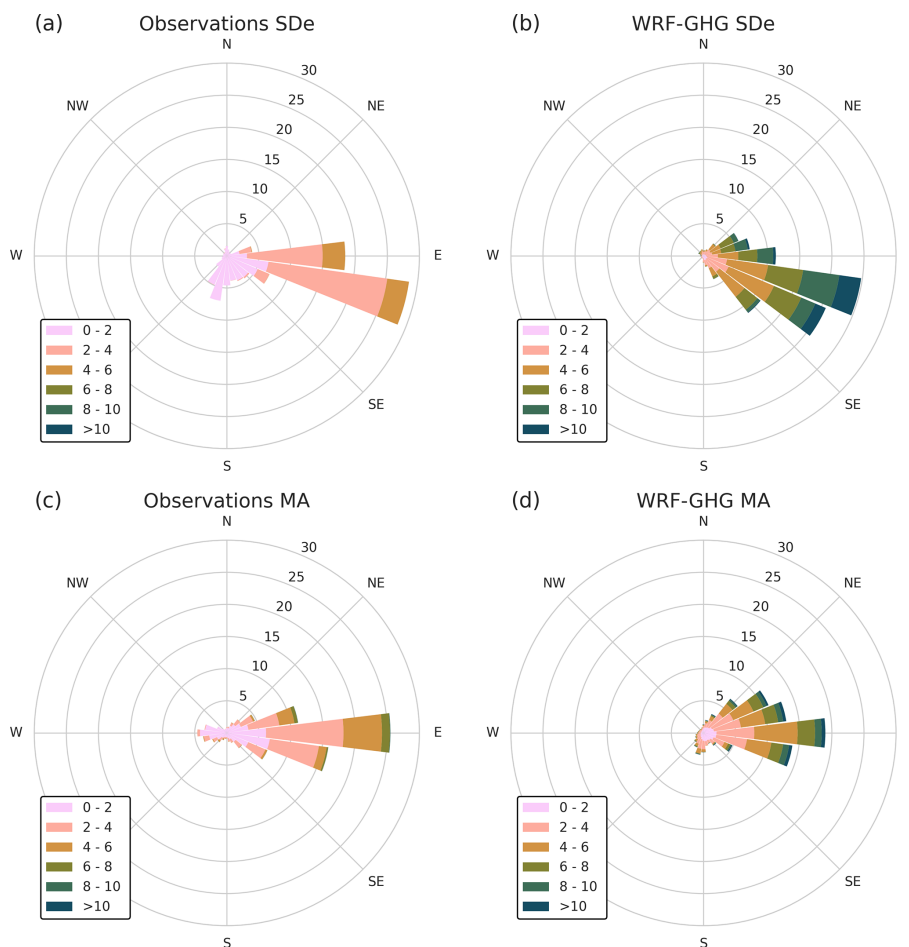 (a) Observations SDe
N
NW
NE
W
E
SE
S
5
10
15
20
25
30
0 - 2
2 - 4
4 - 6
6 - 8
8 - 10
>10
(b) WRF-GHG SDe
N
NW
NE
W
SE
S
5
10
15
20
25
30
0 - 2
2 - 4
4 - 6
6 - 8
8 - 10
>10
(c) Observations MA
N
NW
NE
W
E
SE
S
5
10
15
20
25
30
0 - 2
2 - 4
4 - 6
6 - 8
8 - 10
>10
(d) WRF-GHG MA
N
NW
NE
W
SE
S
5
10
15
20
25
30
0 - 2
2 - 4
4 - 6
6 - 8
8 - 10
>10